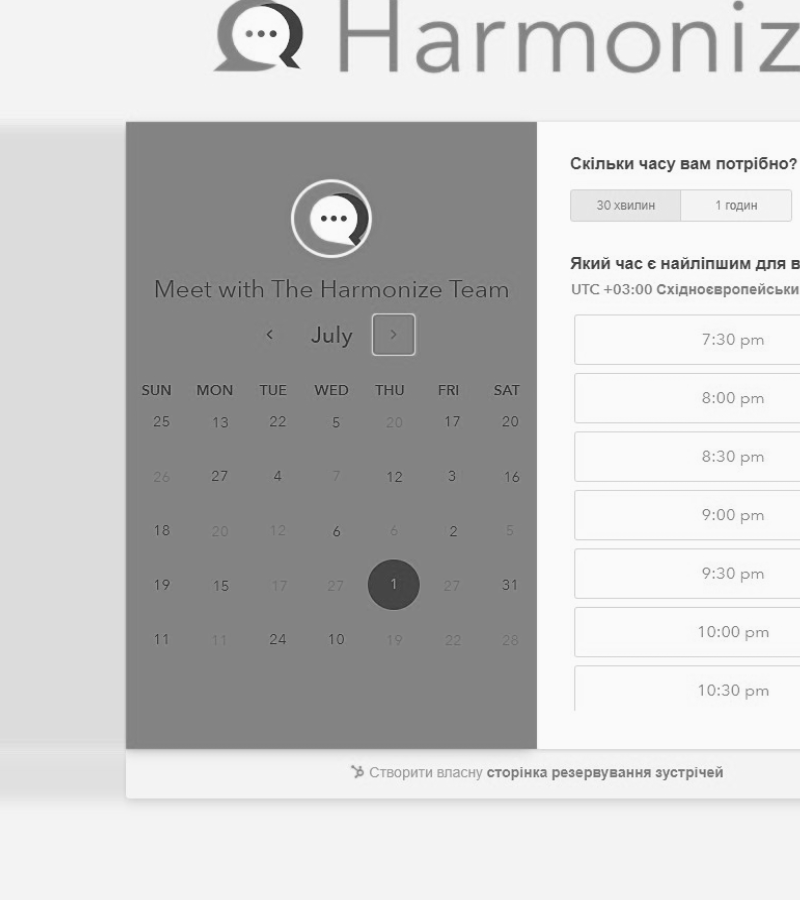 Harmoniz
Meet with The Harmonize Team
July
SUN MON TUE WED THU FRI SAT
25 13 22 5 20 17 20
26 27 4 7 12 3 16
18 20 12 6 6 2 5
19 15 17 27 1 27 31
11 11 24 10 19 22 28
Скільки часу вам потрібно?
30 хвилин 1 годин
Який час є найліпшим для в
UTC +03:00 Східноєвропейськи
7:30 pm
8:00 pm
8:30 pm
9:00 pm
9:30 pm
10:00 pm
10:30 pm
Створити власну сторінка резервування зустрічей